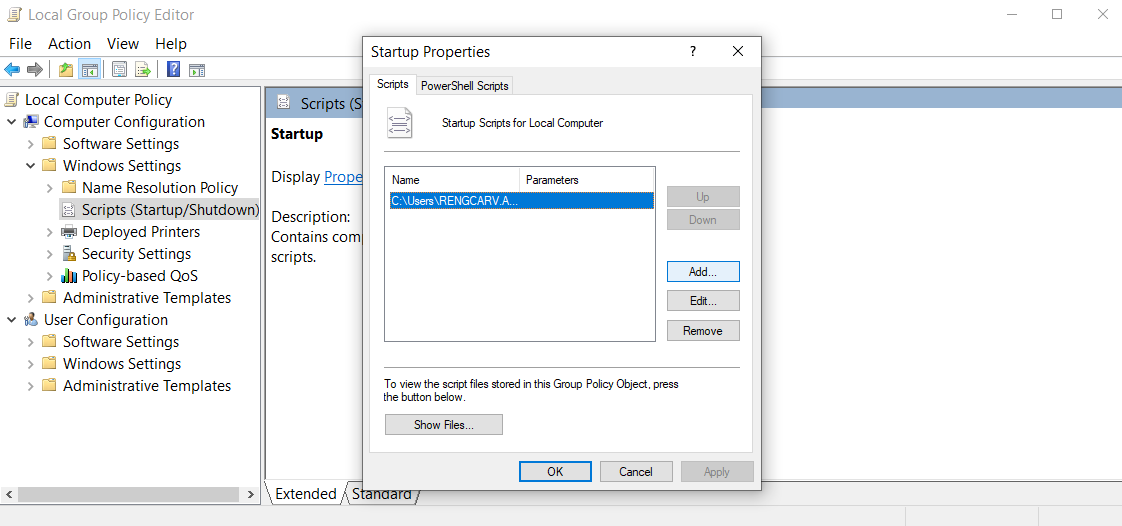 Local Group Policy Editor
File Action View Help
Local Computer Policy
Computer Configuration
Software Settings
Windows Settings
Name Resolution Policy
Scripts (Startup/Shutdown)
Deployed Printers
Security Settings
Policy-based QoS
Administrative Templates
User Configuration
Software Settings
Windows Settings
Administrative Templates
Scripts (S
Startup
Display Prope
Description:
Contains com
scripts.
Extended Standard
Startup Properties
?
Scripts PowerShell Scripts
Startup Scripts for Local Computer
Name Parameters
C:\Users\RENGCARV.A...
Up
Down
Add...
Edit...
Remove
To view the script files stored in this Group Policy Object, press
the button below.
Show Files...
OK Cancel Apply